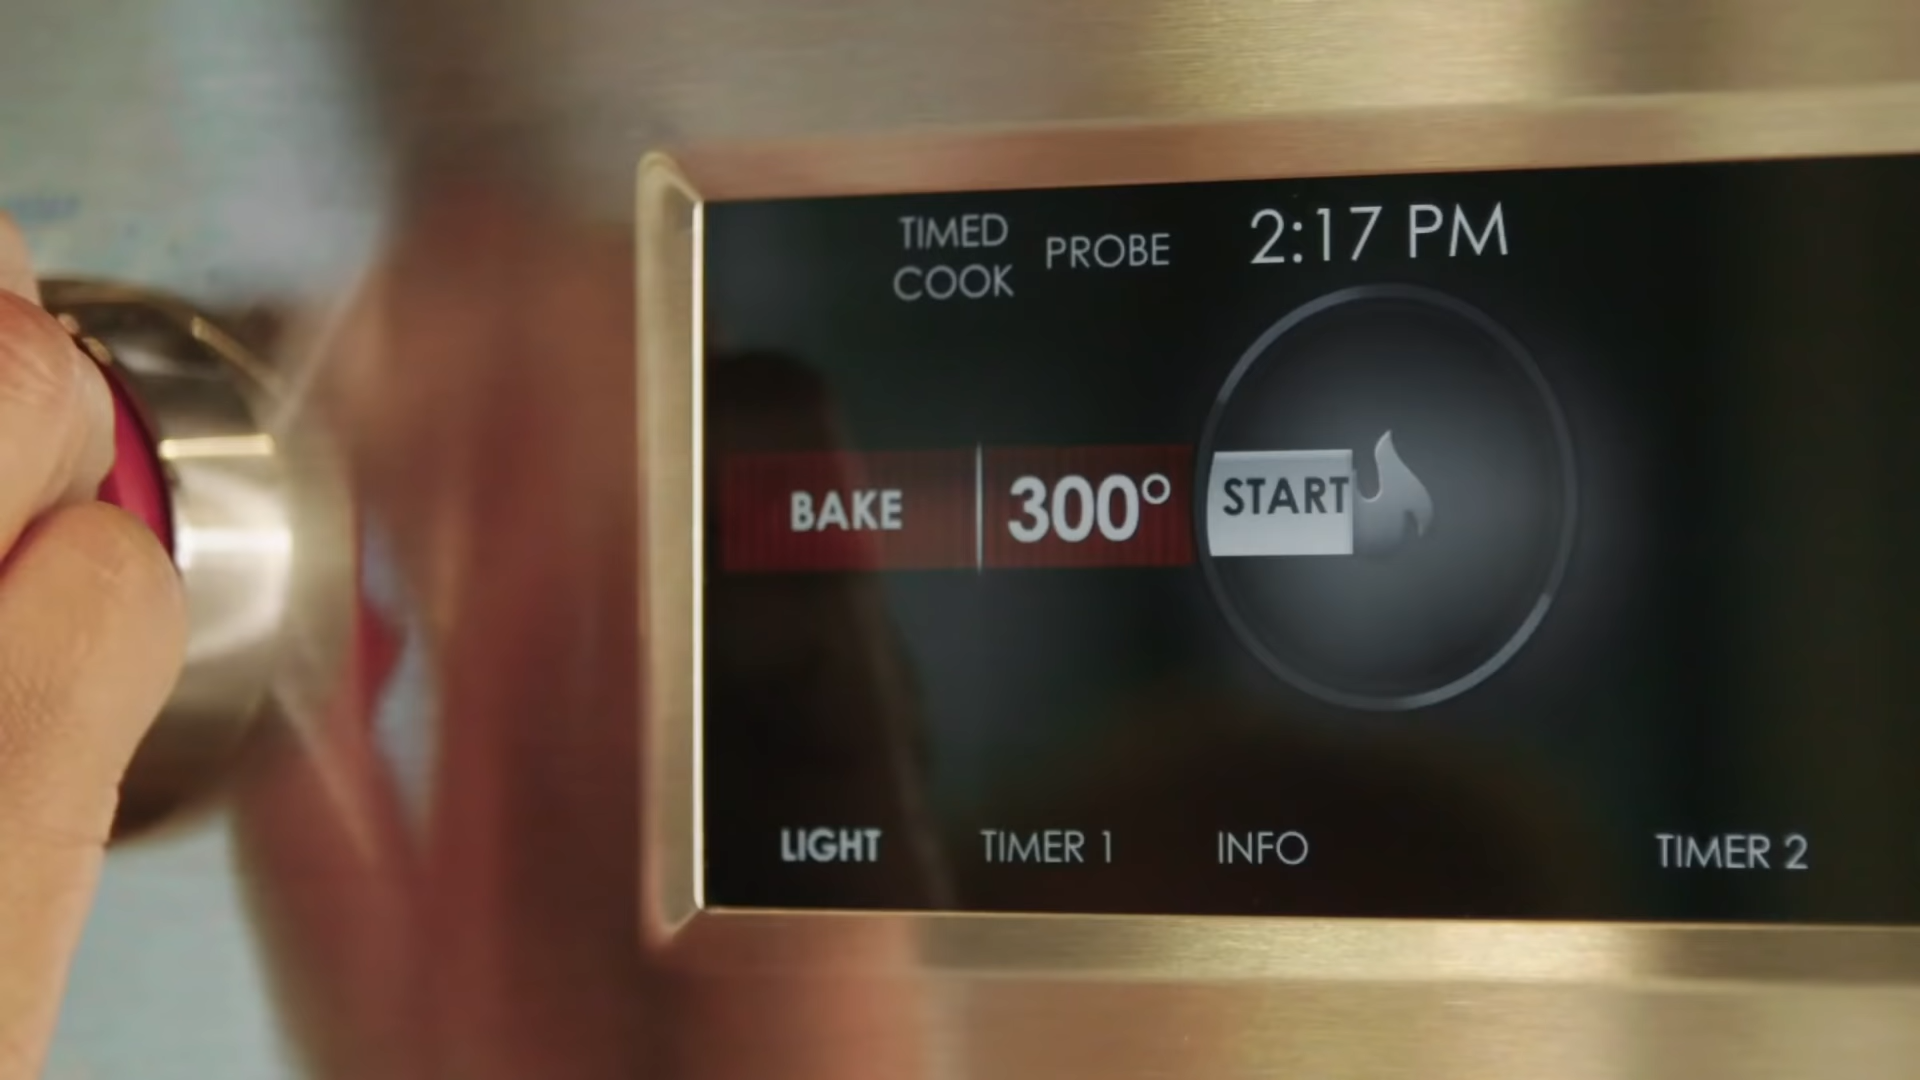 TIMED
COOK
PROBE
2:17 PM
BAKE
300°
START
LIGHT
TIMER 1
INFO
TIMER 2